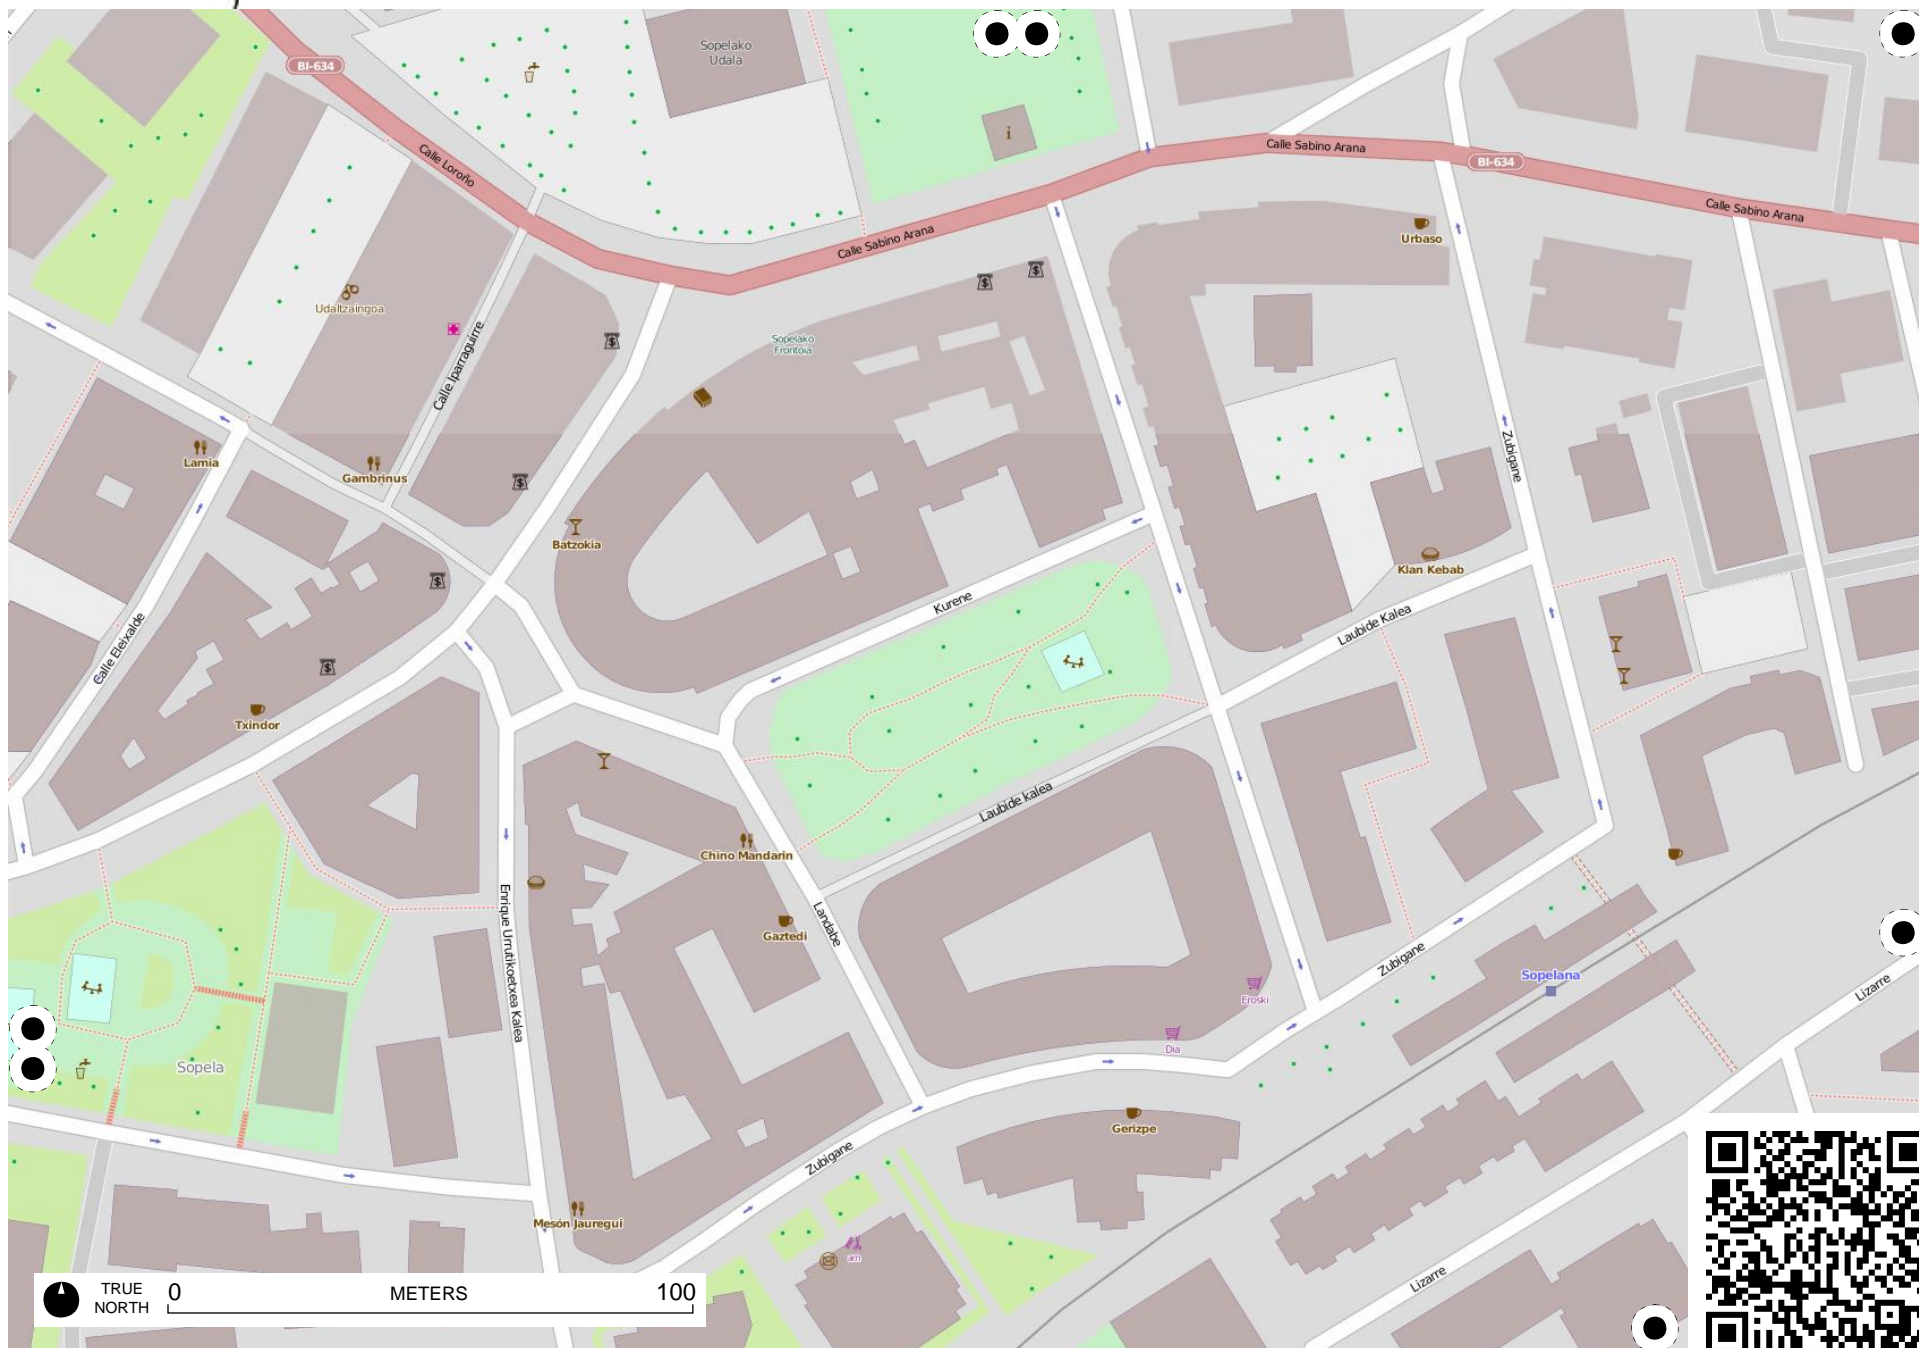 Sopelako
Udala
BI-634
i
Calle Loroño
Calle Sabino Arana
BI-634
Calle Sabino Arana
Calle Sabino Arana
Urbaso
Udaltzaingoa
Sopelako
Frontoia
Calle Iparraguirre
Lamia
Gambrinus
Zubigane
Batzokia
Klan Kebab
Kurene
Laubide Kalea
Calle Eleixalde
Txindor
Laubide kalea
Chino Mandarin
Enrique Urrutikoetxea Kalea
Landabe
Gaztedi
Zubigane
Sopelana
Eroski
Lizarre
Dia
Sopela
Gerizpe
Zubigane
Mesón Jauregui
am
Lizarre
TRUE
NORTH
0 METERS 100